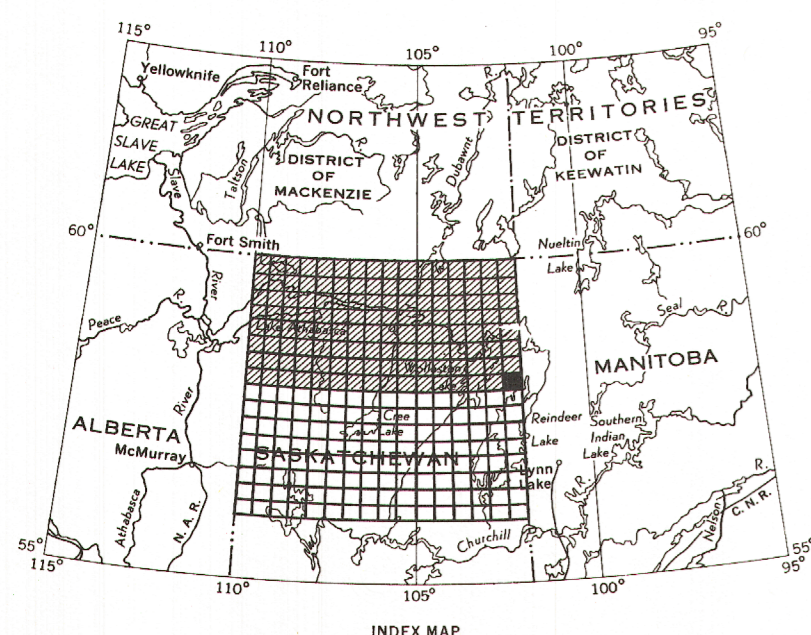 115°
110°
105°
100°
95°
Yellowknife
Fort
Reliance
R.
NORTHWEST TERRITORIES
GREAT
SLAVE
LAKE
DISTRICT
OF
MACKENZIE
DISTRICT
OF
KEEWATIN
Slave
Taltson
Dubawnt
60°
Fort Smith
Nueltin
Lake
60°
River
Peace
R.
Lake Athabasca
Seal R.
Wollaston
Lake
MANITOBA
River
ALBERTA
McMurray
Cree
Lake
Reindeer
Lake
Southern
Indian
Lake
SASKATCHEWAN
Lynn
Lake
R.
R.
Athabasca
N. A. R.
Churchill
Nelson
C. N. R.
55°
115°
110°
105°
100°
55°
95°
INDEX MAP